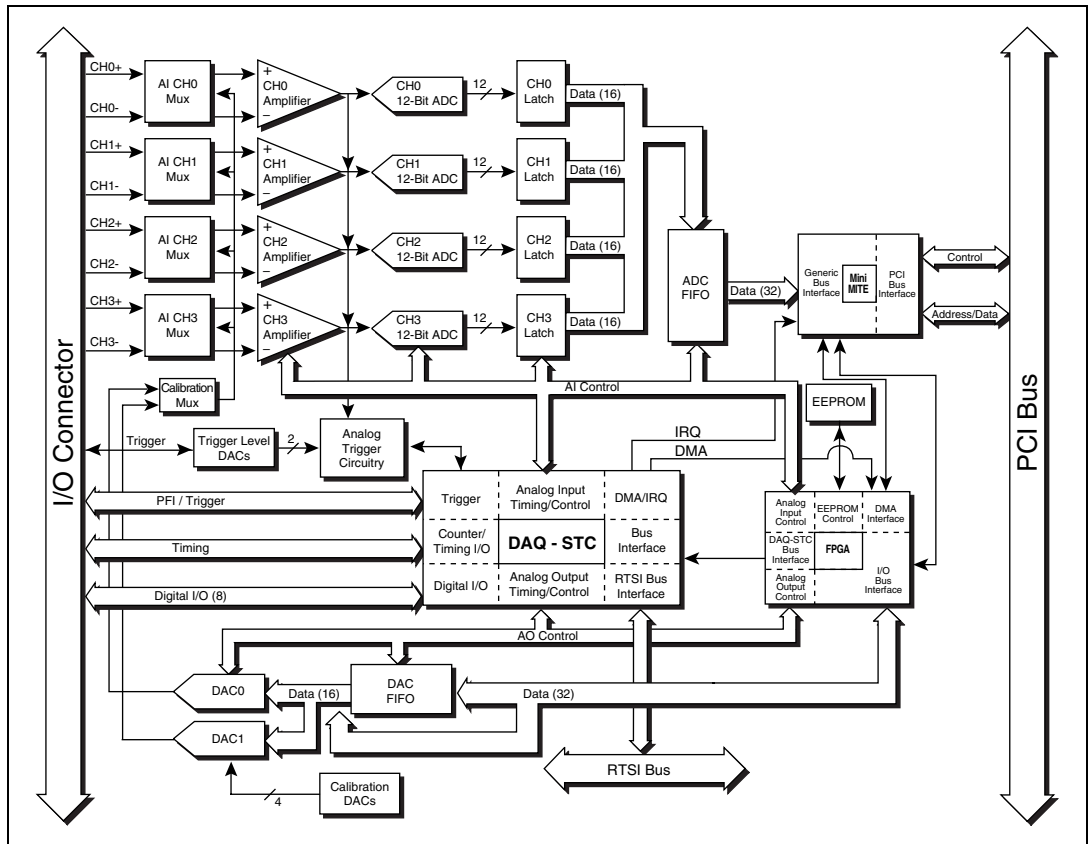 I/O Connector
CH0+
CH0-
AI CH0
Mux
+
CH0
Amplifier
–
CH0
12-Bit ADC
12
CH0
Latch
Data (16)
CH1+
CH1-
AI CH1
Mux
+
CH1
Amplifier
–
CH1
12-Bit ADC
12
CH1
Latch
Data (16)
CH2+
CH2-
AI CH2
Mux
+
CH2
Amplifier
–
CH2
12-Bit ADC
12
CH2
Latch
Data (16)
CH3+
CH3-
AI CH3
Mux
+
CH3
Amplifier
–
CH3
12-Bit ADC
12
CH3
Latch
Data (16)
ADC
FIFO
Data (32)
Generic
Bus
Interface
Mini
MITE
PCI
Bus
Interface
Control
Address/Data
PCI Bus
Calibration
Mux
AI Control
EEPROM
Trigger
Trigger Level
DACs
2
Analog
Trigger
Circuitry
IRQ
DMA
PFI / Trigger
Timing
Digital I/O (8)
Trigger
Analog Input
Timing/Control
DMA/IRQ
Counter/
Timing I/O
DAQ - STC
Bus
Interface
Digital I/O
Analog Output
Timing/Control
RTSI Bus
Interface
Analog
Input
Control
EEPROM
Control
DMA
Interface
DAQ-STC
Bus
Interface
FPGA
Analog
Output
Control
I/O
Bus
Interface
AO Control
DAC0
Data (16)
DAC
FIFO
Data (32)
DAC1
RTSI Bus
4
Calibration
DACs